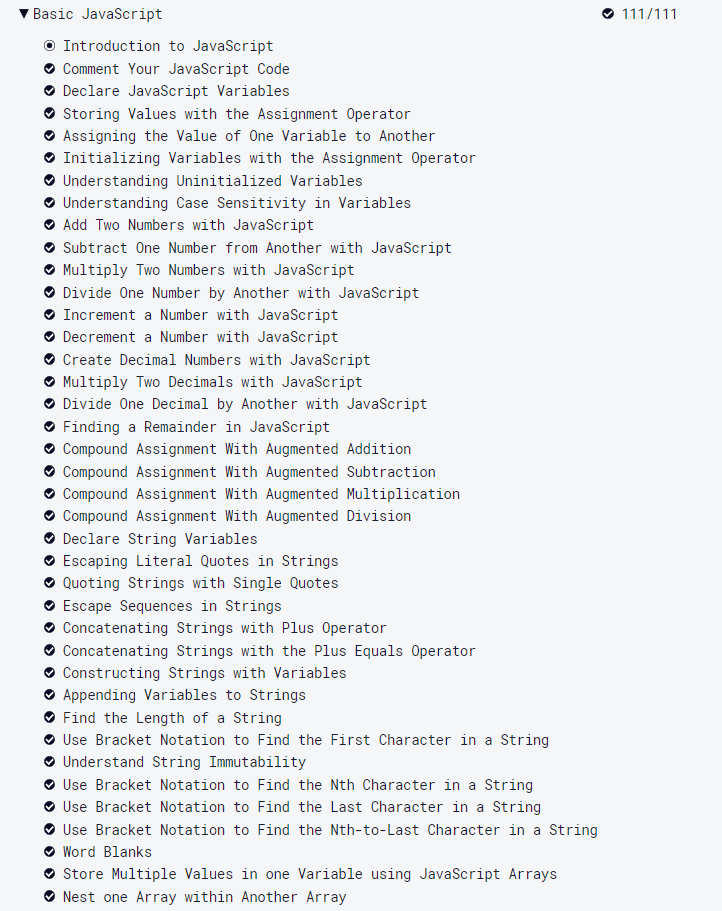 Basic JavaScript 111/111
Introduction to JavaScript
Comment Your JavaScript Code
Declare JavaScript Variables
Storing Values with the Assignment Operator
Assigning the Value of One Variable to Another
Initializing Variables with the Assignment Operator
Understanding Uninitialized Variables
Understanding Case Sensitivity in Variables
Add Two Numbers with JavaScript
Subtract One Number from Another with JavaScript
Multiply Two Numbers with JavaScript
Divide One Number by Another with JavaScript
Increment a Number with JavaScript
Decrement a Number with JavaScript
Create Decimal Numbers with JavaScript
Multiply Two Decimals with JavaScript
Divide One Decimal by Another with JavaScript
Finding a Remainder in JavaScript
Compound Assignment With Augmented Addition
Compound Assignment With Augmented Subtraction
Compound Assignment With Augmented Multiplication
Compound Assignment With Augmented Division
Declare String Variables
Escaping Literal Quotes in Strings
Quoting Strings with Single Quotes
Escape Sequences in Strings
Concatenating Strings with Plus Operator
Concatenating Strings with the Plus Equals Operator
Constructing Strings with Variables
Appending Variables to Strings
Find the Length of a String
Use Bracket Notation to Find the First Character in a String
Understand String Immutability
Use Bracket Notation to Find the Nth Character in a String
Use Bracket Notation to Find the Last Character in a String
Use Bracket Notation to Find the Nth-to-Last Character in a String
Word Blanks
Store Multiple Values in one Variable using JavaScript Arrays
Nest one Array within Another Array